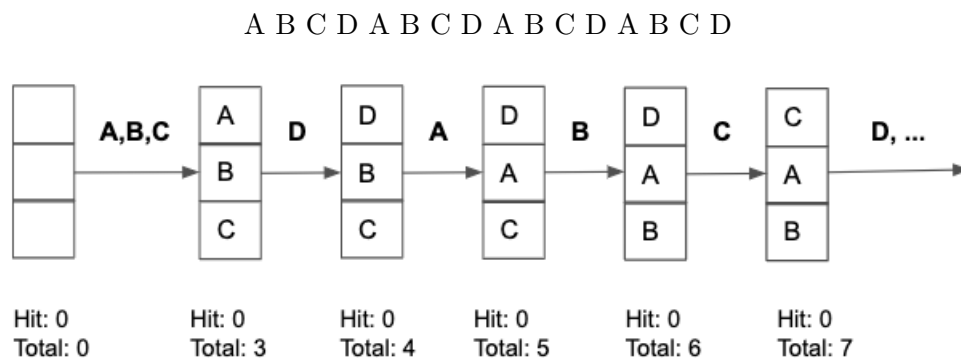 A B C D A B C D A B C D A B C D
A,B,C D A B C D, ...
A D D D C
B B A A A
C C C B B
Hit: 0 Hit: 0 Hit: 0 Hit: 0 Hit: 0 Hit: 0
Total: 0 Total: 3 Total: 4 Total: 5 Total: 6 Total: 7